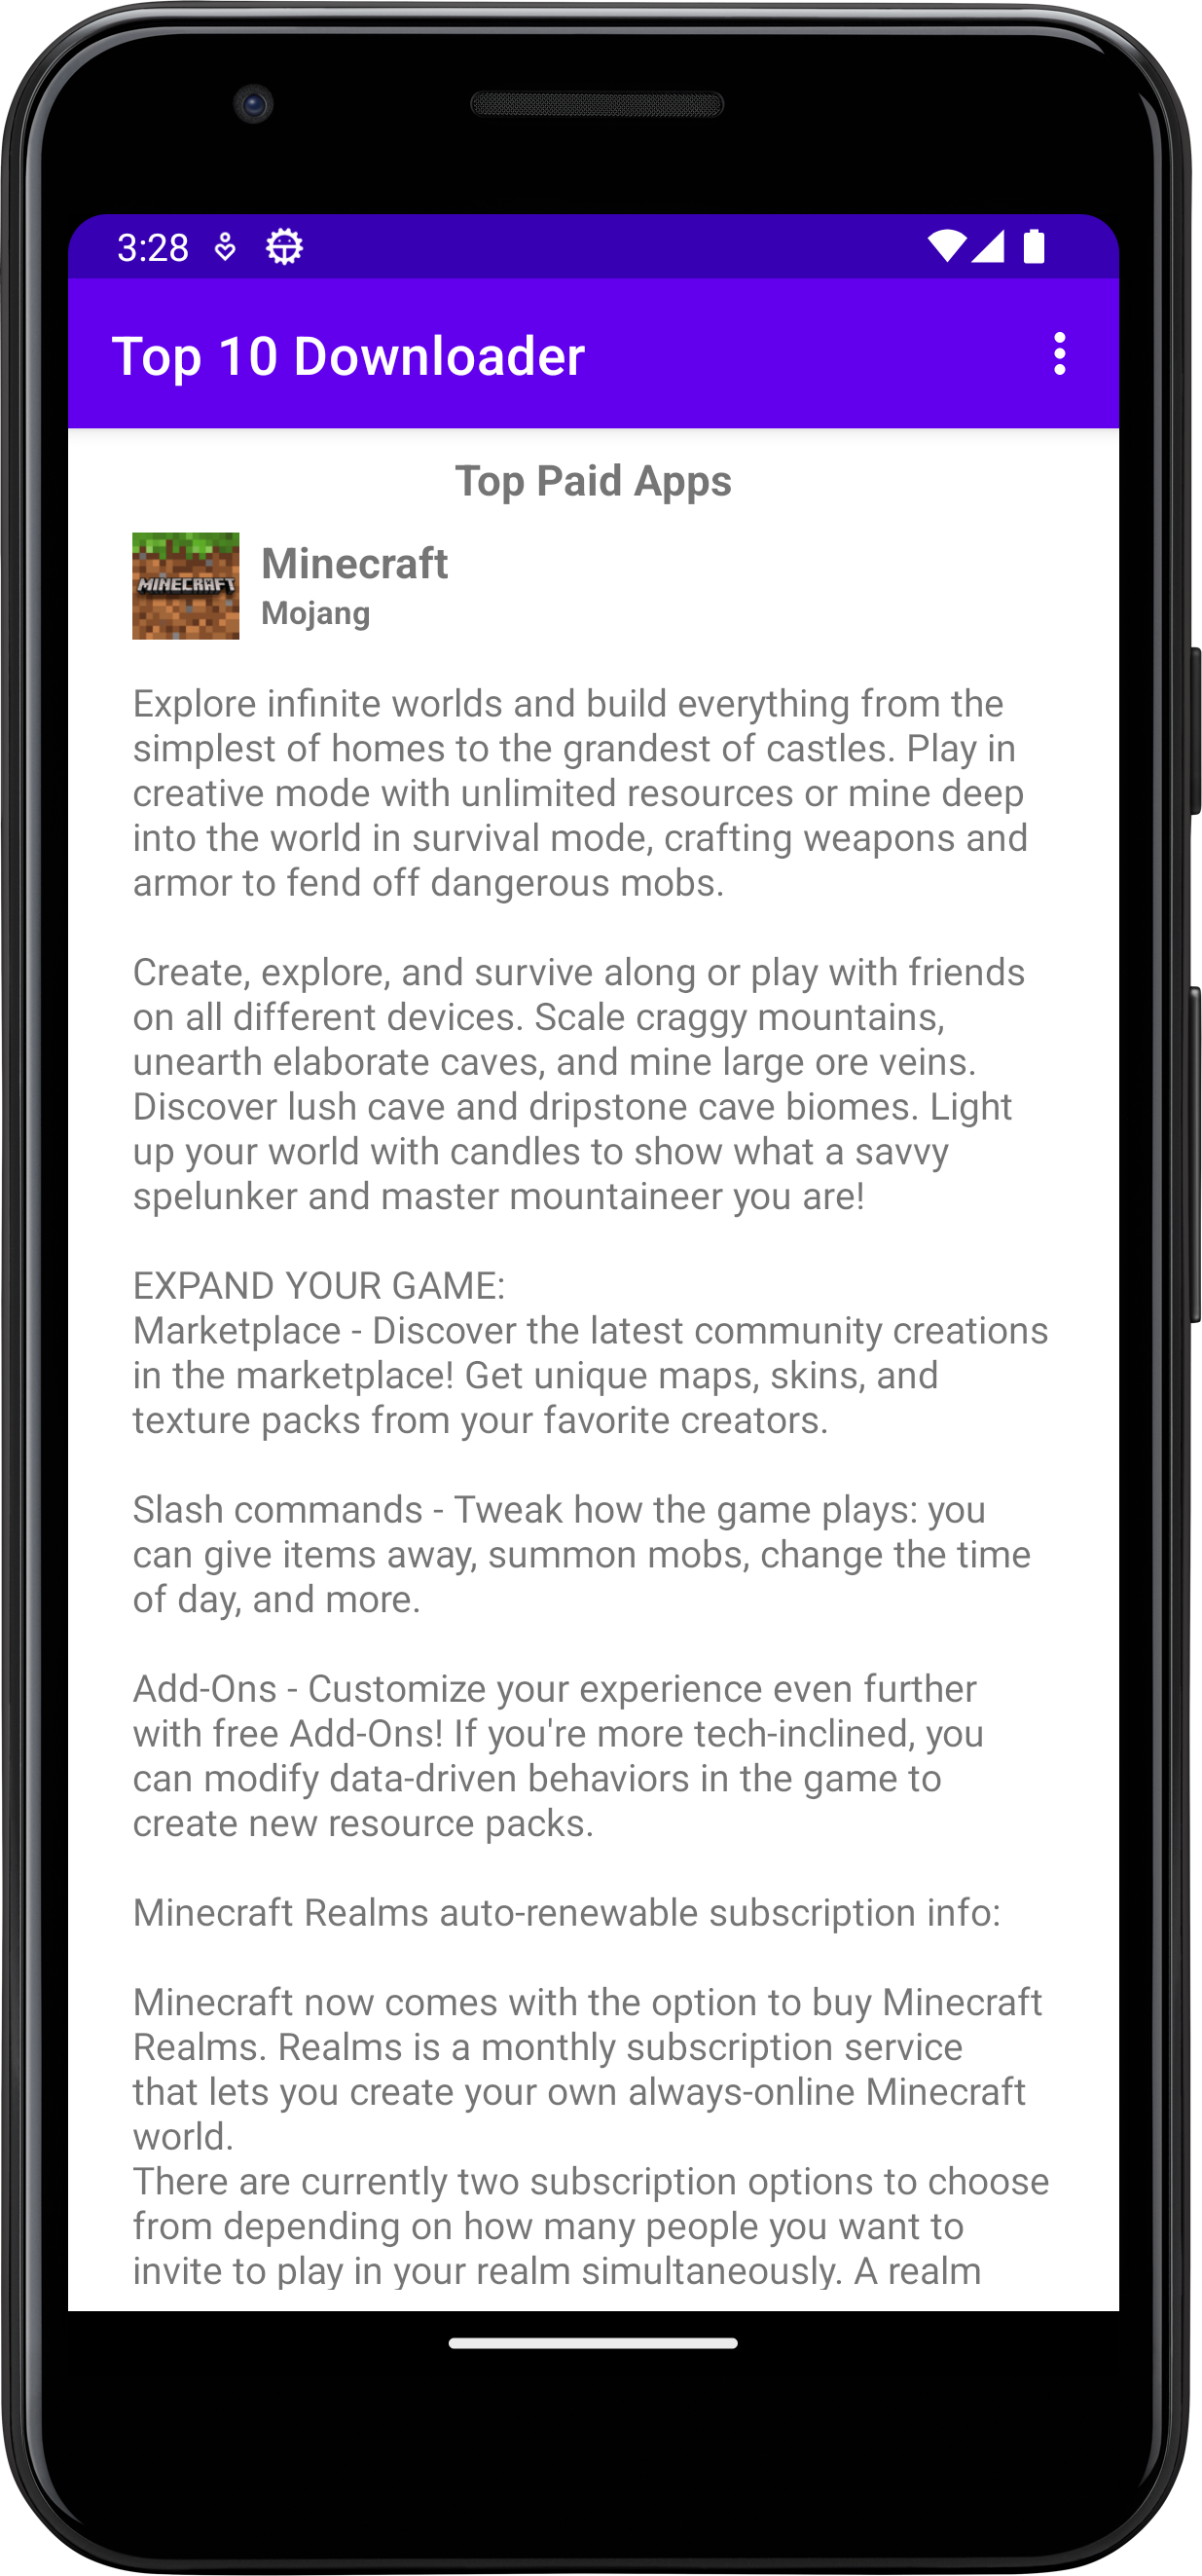 3:28
Top 10 Downloader
Top Paid Apps
MINECRAFT
Minecraft
Mojang
Explore infinite worlds and build everything from the
simplest of homes to the grandest of castles. Play in
creative mode with unlimited resources or mine deep
into the world in survival mode, crafting weapons and
armor to fend off dangerous mobs.
Create, explore, and survive along or play with friends
on all different devices. Scale craggy mountains,
unearth elaborate caves, and mine large ore veins.
Discover lush cave and dripstone cave biomes. Light
up your world with candles to show what a savvy
spelunker and master mountaineer you are!
EXPAND YOUR GAME:
Marketplace - Discover the latest community creations
in the marketplace! Get unique maps, skins, and
texture packs from your favorite creators.
Slash commands - Tweak how the game plays: you
can give items away, summon mobs, change the time
of day, and more.
Add-Ons - Customize your experience even further
with free Add-Ons! If you're more tech-inclined, you
can modify data-driven behaviors in the game to
create new resource packs.
Minecraft Realms auto-renewable subscription info:
Minecraft now comes with the option to buy Minecraft
Realms. Realms is a monthly subscription service
that lets you create your own always-online Minecraft
world.
There are currently two subscription options to choose
from depending on how many people you want to
invite to play in your realm simultaneously. A realm